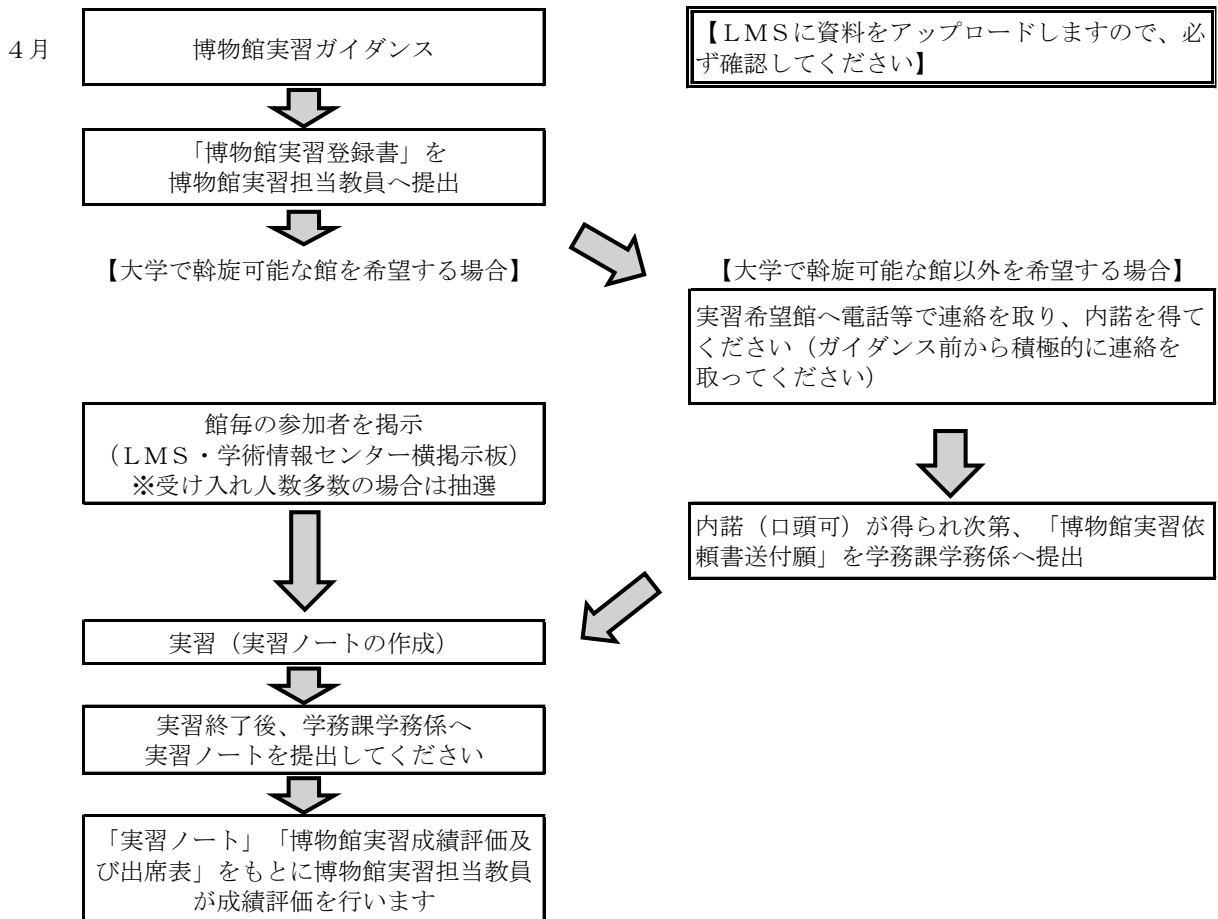 ４月
博物館実習ガイダンス
【ＬＭＳに資料をアップロードしますので、必
ず確認してください】
「博物館実習登録書」を
博物館実習担当教員へ提出
【大学で斡旋可能な館を希望する場合】
【大学で斡旋可能な館以外を希望する場合】
実習希望館へ電話等で連絡を取り、内諾を得て
ください（ガイダンス前から積極的に連絡を
取ってください）
館毎の参加者を掲示
（ＬＭＳ・学術情報センター横掲示板）
※受け入れ人数多数の場合は抽選
内諾（口頭可）が得られ次第、「博物館実習依
頼書送付願」を学務課学務係へ提出
実習（実習ノートの作成）
実習終了後、学務課学務係へ
実習ノートを提出してください
「実習ノート」「博物館実習成績評価及
び出席表」をもとに博物館実習担当教員
が成績評価を行います